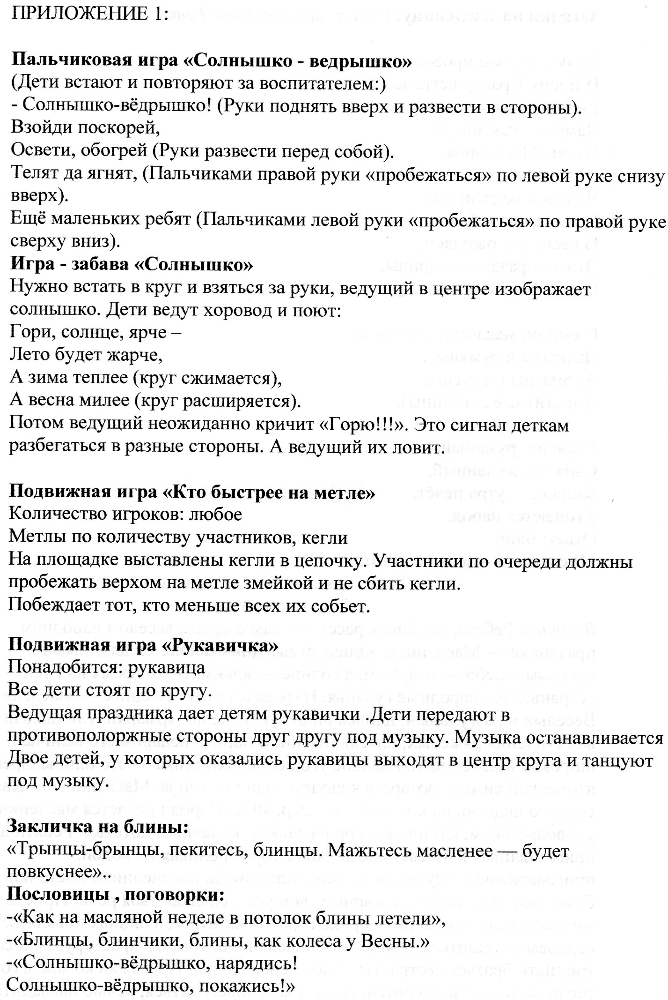 ПРИЛОЖЕНИЕ 1:
Пальчиковая игра «Солнышко - ведрышко»
(Дети встают и повторяют за воспитателем:)
- Солнышко-вёдрышко! (Руки поднять вверх и развести в стороны).
Взойди поскорей,
Освети, обогрей (Руки развести перед собой).
Телят да ягнят, (Пальчиками правой руки «пробежаться» по левой руке снизу
вверх).
Ещё маленьких ребят (Пальчиками левой руки «пробежаться» по правой руке
сверху вниз).
Игра - забава «Солнышко»
Нужно встать в круг и взяться за руки, ведущий в центре изображает
солнышко. Дети ведут хоровод и поют:
Гори, солнце, ярче –
Лето будет жарче,
А зима теплее (круг сжимается),
А весна милее (круг расширяется).
Потом ведущий неожиданно кричит «Горю!!!». Это сигнал деткам
разбегаться в разные стороны. А ведущий их ловит.
Подвижная игра «Кто быстрее на метле»
Количество игроков: любое
Метлы по количеству участников, кегли
На площадке выставлены кегли в цепочку. Участники по очереди должны
пробежать верхом на метле змейкой и не сбить кегли.
Побеждает тот, кто меньше всех их собьет.
Подвижная игра «Рукавичка»
Понадобится: рукавица
Все дети стоят по кругу.
Ведущая праздника дает детям рукавички .Дети передают в
противополоржные стороны друг другу под музыку. Музыка останавливается
Двое детей, у которых оказались рукавицы выходят в центр круга и танцуют
под музыку.
Закличка на блины:
«Трынцы-брынцы, пекитесь, блинцы. Мажьтесь масленее — будет
повкуснее»..
Пословицы , поговорки:
-«Как на масляной неделе в потолок блины летели»,
-«Блинцы, блинчики, блины, как колеса у Весны.»
-«Солнышко-вёдрышко, нарядись!
Солнышко-вёдрышко, покажись!»